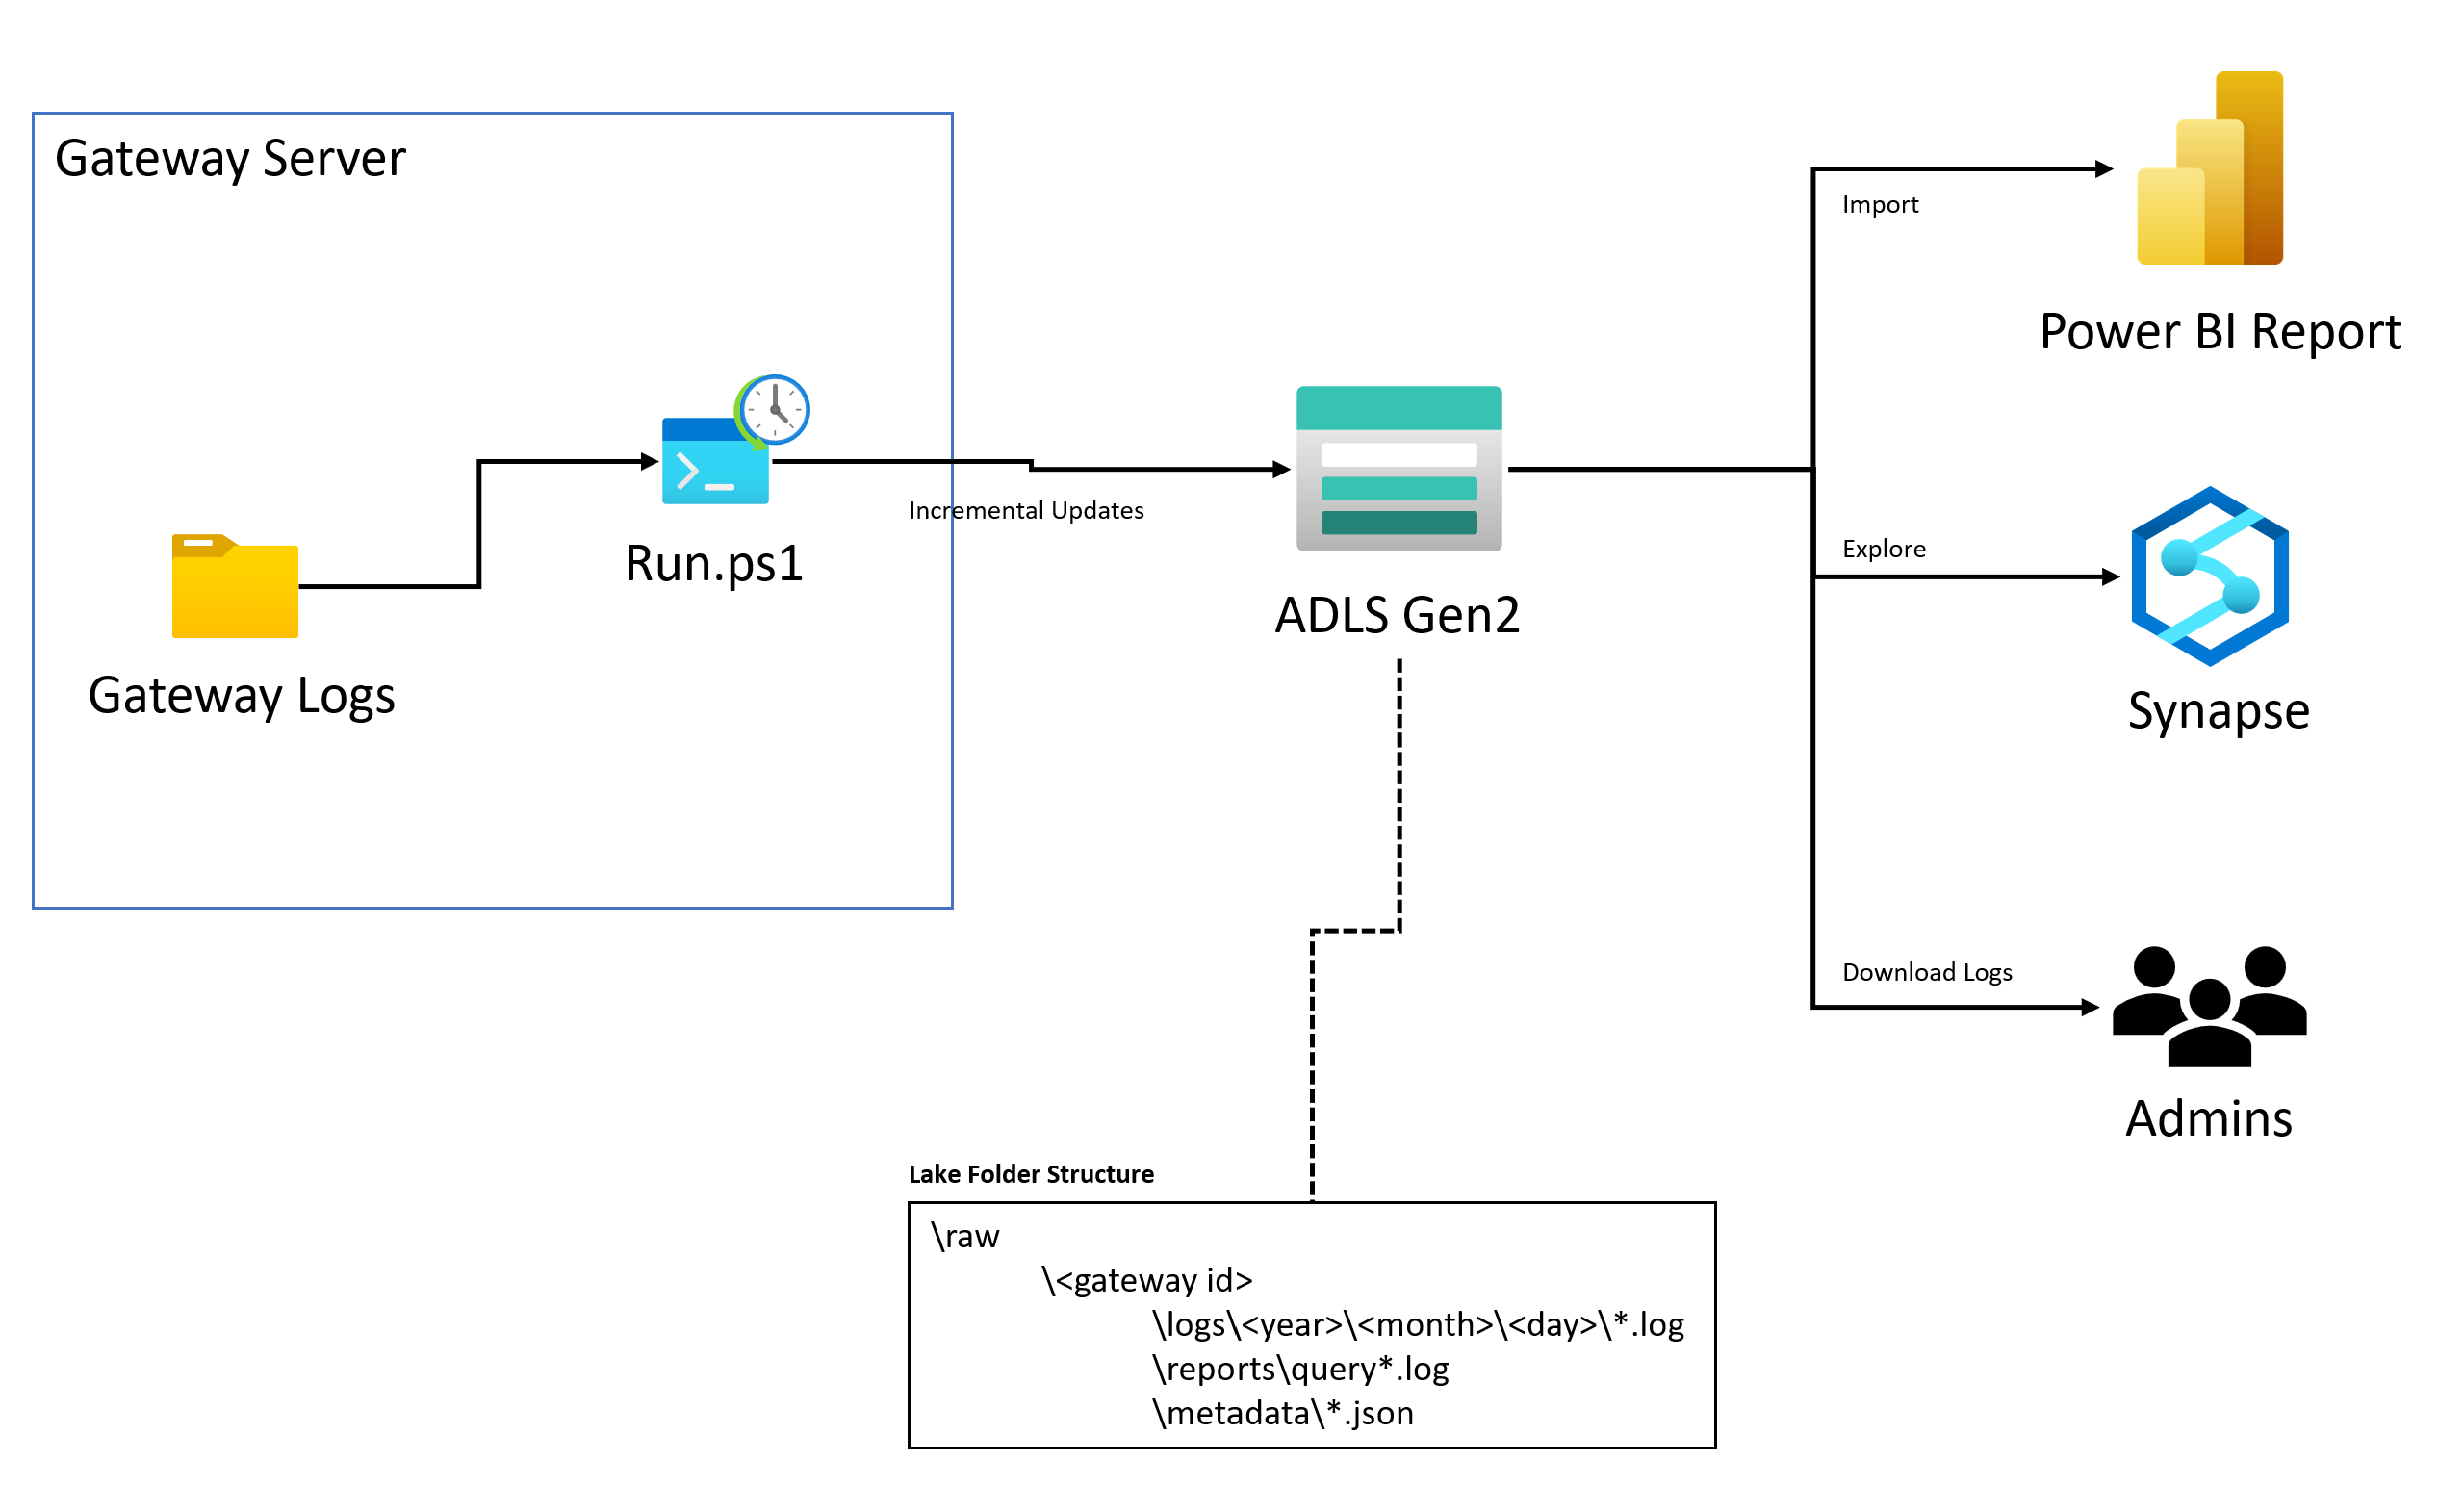 Gateway Server
Gateway Logs
Run.ps1
Incremental Updates
ADLS Gen2
Import
Power BI Report
Explore
Synapse
Download Logs
Admins
Lake Folder Structure
\raw
\<gateway id>
\logs\<year>\<month>\<day>\*.log
\reports\query*.log
\metadata\*.json